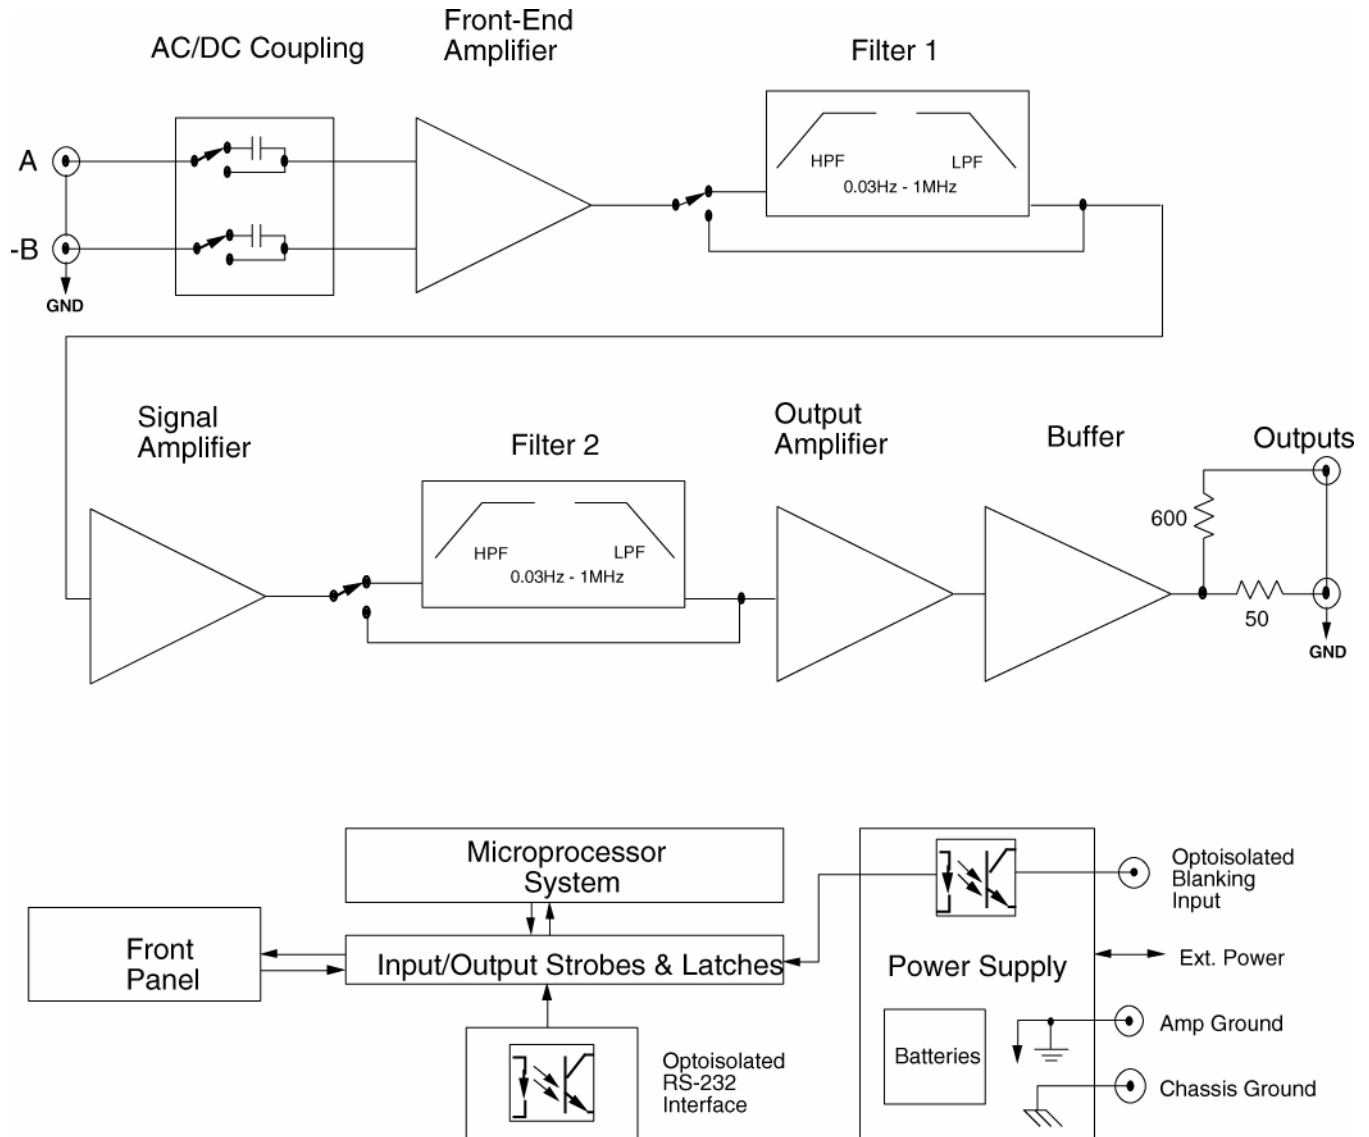 Front-End
Amplifier
AC/DC Coupling
Filter 1
A
HPF
LPF
0.03Hz - 1MHz
-B
GND
Signal
Amplifier
Filter 2
Output
Amplifier
Buffer
Outputs
HPF
LPF
0.03Hz - 1MHz
600
50
GND
Microprocessor
System
Optoisolated
Blanking
Input
Front
Panel
Input/Output Strobes & Latches
Power Supply
Ext. Power
Amp Ground
Batteries
Optoisolated
RS-232
Interface
Chassis Ground